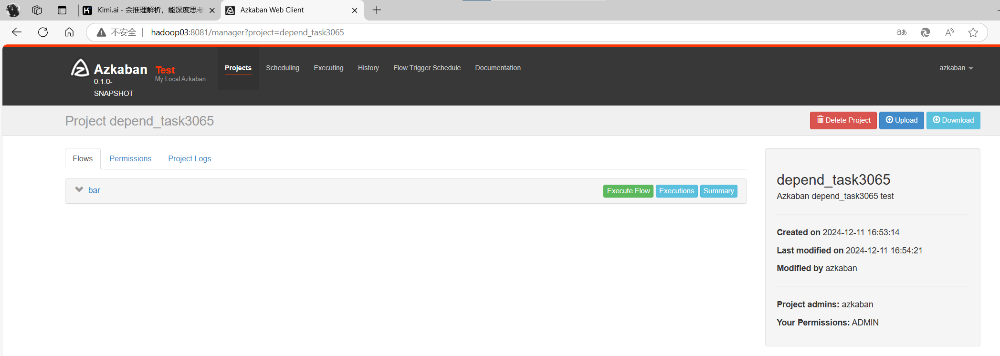 Kimi.ai - 会推理解析，能深度思考
Azkaban Web Client
不安全 | hadoop03:8081/manager?project=depend_task3065
Azkaban
0.1.0-
SNAPSHOT
Test
My Local Azkaban
Projects Scheduling Executing History Flow Trigger Schedule Documentation
azkaban
Project depend_task3065
Delete Project Upload Download
Flows Permissions Project Logs
bar
Execute Flow Executions Summary
depend_task3065
Azkaban depend_task3065 test
Created on 2024-12-11 16:53:14
Last modified on 2024-12-11 16:54:21
Modified by azkaban
Project admins: azkaban
Your Permissions: ADMIN